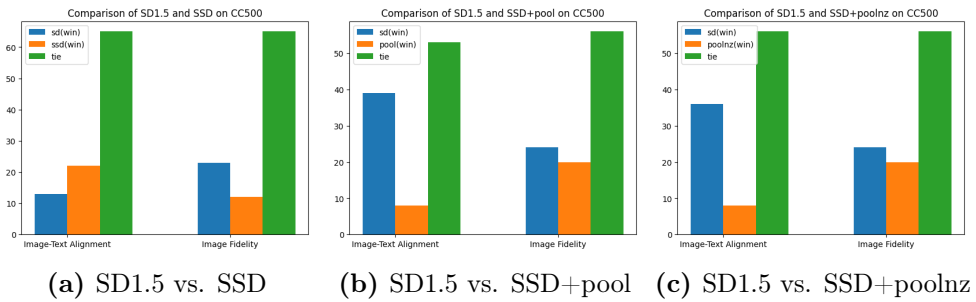 Comparison of SD1.5 and SSD on CC500
sd(win)
ssd(win)
tie
60
50
40
30
20
10
0
Image-Text Alignment
Image Fidelity
(a) SD1.5 vs. SSD
Comparison of SD1.5 and SSD+pool on CC500
sd(win)
pool(win)
tie
50
40
30
20
10
0
Image-Text Alignment
Image Fidelity
(b) SD1.5 vs. SSD+pool
Comparison of SD1.5 and SSD+poolnz on CC500
sd(win)
poolnz(win)
tie
50
40
30
20
10
0
Image-Text Alignment
Image Fidelity
(c) SD1.5 vs. SSD+poolnz